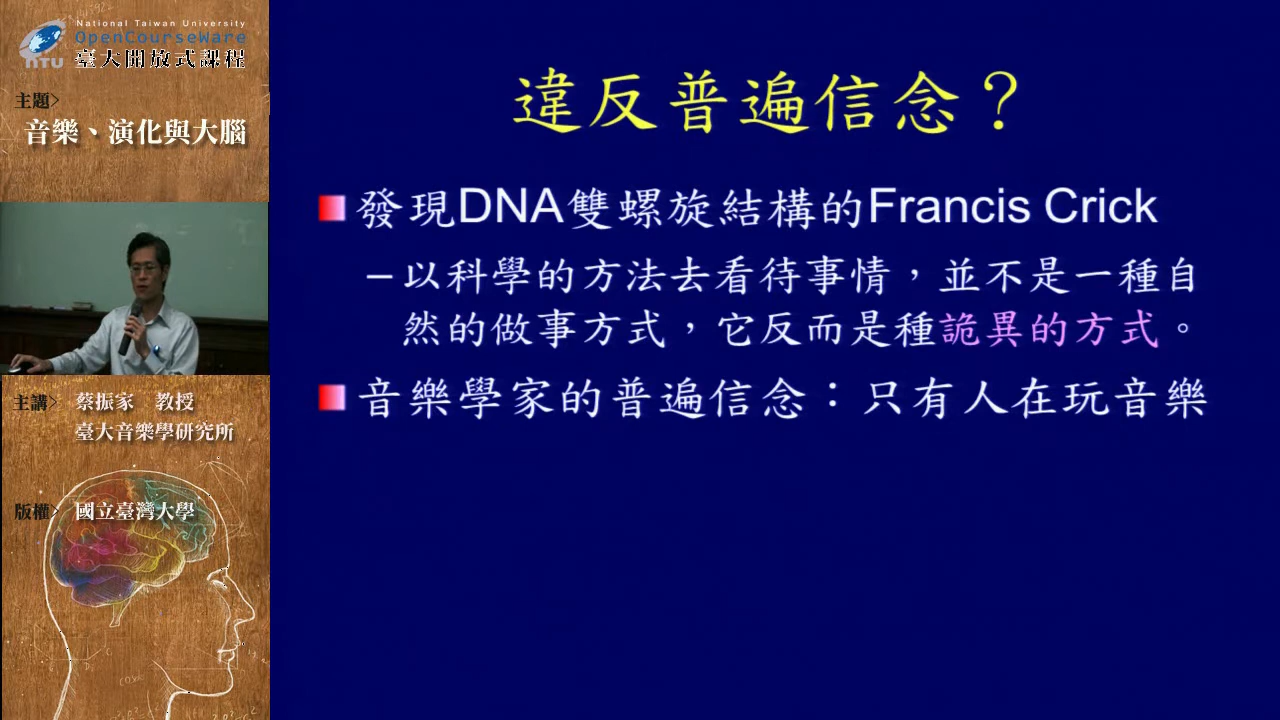 National Taiwan University
OpenCourseWare
NTU
臺大開放式課程
主題>
音樂、演化與大腦
主講> 蔡振家 教授
臺大音樂學研究所
版權> 國立臺灣大學
違反普遍信念？
發現DNA雙螺旋結構的Francis Crick
–以科學的方法去看待事情，並不是一種自
然的做事方式，它反而是種詭異的方式。
音樂學家的普遍信念：只有人在玩音樂